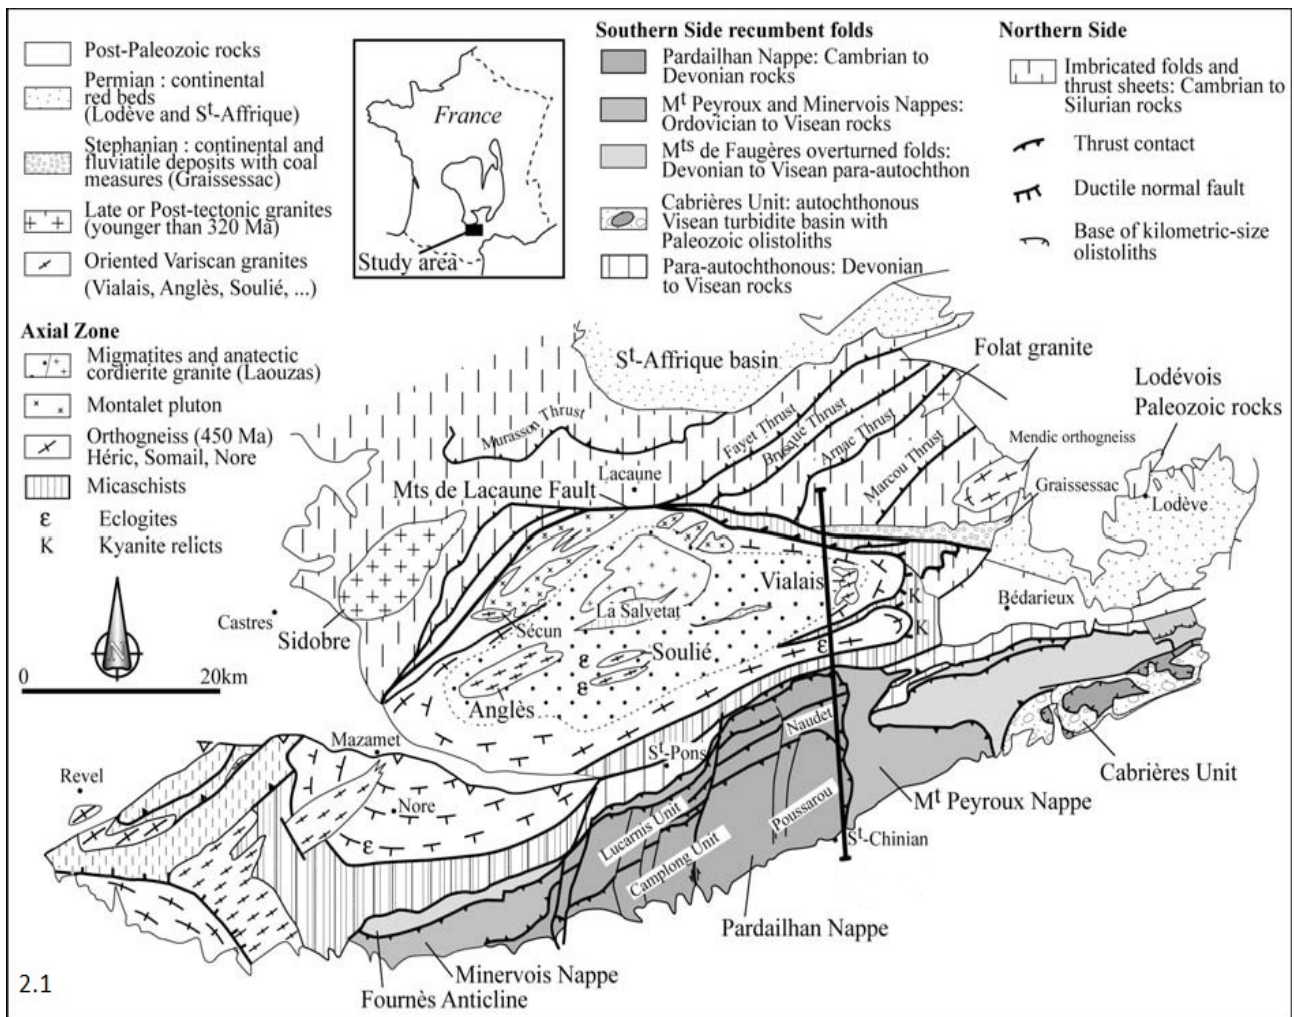 Post-Paleozoic rocks
Permian : continental
red beds
(Lodève and St-Affrique)
Stephanian : continental and
fluviatile deposits with coal
measures (Graissessac)
Late or Post-tectonic granites
(younger than 320 Ma)
Oriented Variscan granites
(Vialais, Anglès, Soulié, ...)
Axial Zone
Migmatites and anatectic
cordierite granite (Laouzas)
Montalet pluton
Orthogneiss (450 Ma)
Héric, Somail, Nore
Micaschists
ε Eclogites
K Kyanite relicts
N
0 20km
France
Study area
Southern Side recumbent folds
Pardailhan Nappe: Cambrian to
Devonian rocks
Mt Peyroux and Minervois Nappes:
Ordovician to Visean rocks
Mts de Faugères overturned folds:
Devonian to Visean para-autochthon
Cabrières Unit: autochthonous
Visean turbidite basin with
Paleozoic olistoliths
Para-autochthonous: Devonian
to Visean rocks
Northern Side
Imbricated folds and
thrust sheets: Cambrian to
Silurian rocks
Thrust contact
Ductile normal fault
Base of kilometric-size
olistoliths
St-Affrique basin
Folat granite
Lodévois
Paleozoic rocks
Murasson Thrust
Fayet Thrust
Brusque Thrust
Arnac Thrust
Marcou Thrust
Mendic orthogneiss
Graissessac
Lodève
Lacaune
Mts de Lacaune Fault
Vialais
K
K
Bédarieux
Castres
Sidobre
Sécun
La Salvetat
Soulié
ε
ε
ε
Anglès
Mazamet
St-Pons
Naudet
Revel
Nore
ε
Lucarnis Unit
Camplong Unit
Poussarou
St-Chinian
Mt Peyroux Nappe
Cabrières Unit
Pardailhan Nappe
Minervois Nappe
Fournès Anticline
2.1